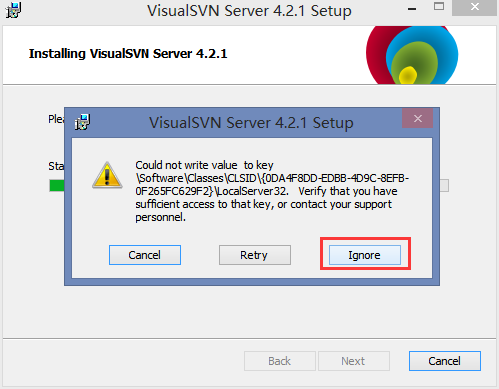 VisualSVN Server 4.2.1 Setup
Installing VisualSVN Server 4.2.1
VisualSVN Server 4.2.1 Setup
Could not write value to key
\Software\Classes\CLSID\{0DA4F8DD-EDBB-4D9C-8EFB-
0F265FC629F2}\LocalServer32. Verify that you have
sufficient access to that key, or contact your support
personnel.
Cancel Retry Ignore
Back Next Cancel